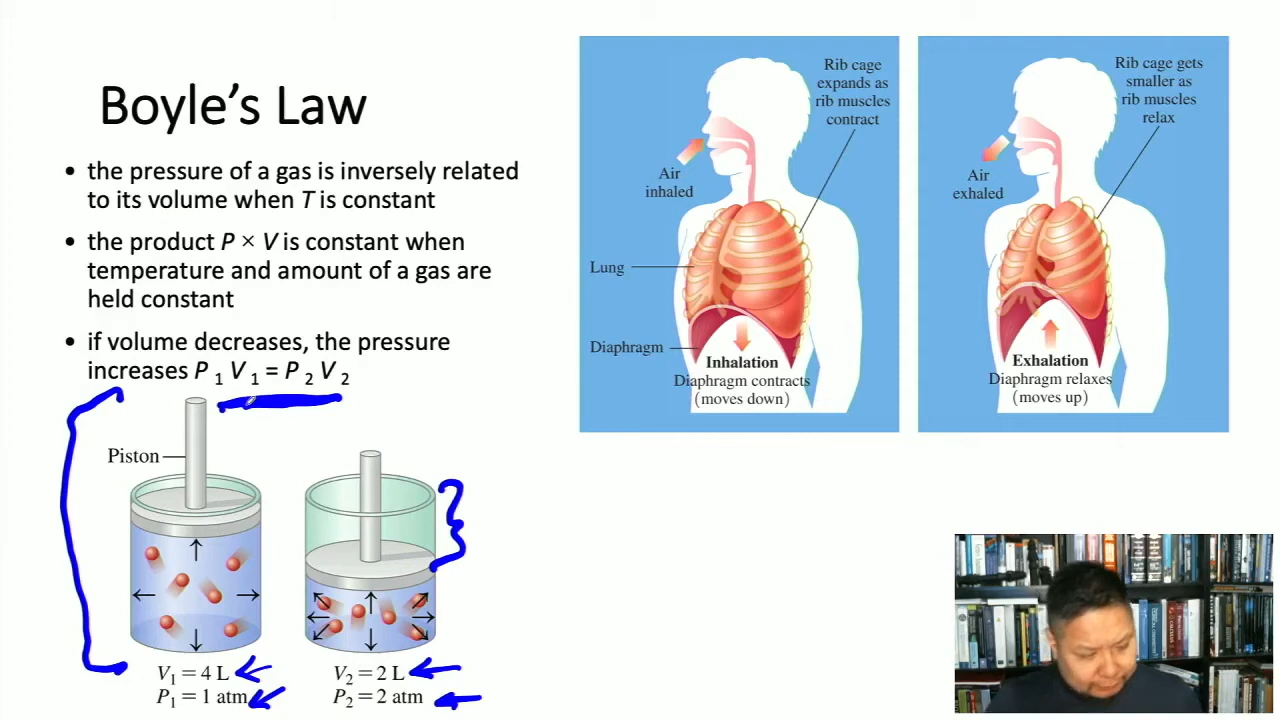 Boyle's Law
• the pressure of a gas is inversely related
to its volume when T is constant
• the product P × V is constant when
temperature and amount of a gas are
held constant
• if volume decreases, the pressure
increases P 1 V 1 = P 2 V 2
Piston
V1 = 4 L
P1 = 1 atm
V2 = 2 L
P2 = 2 atm
Rib cage
expands as
rib muscles
contract
Air
inhaled
Lung
Diaphragm
Inhalation
Diaphragm contracts
(moves down)
Rib cage gets
smaller as
rib muscles
relax
Air
exhaled
Exhalation
Diaphragm relaxes
(moves up)